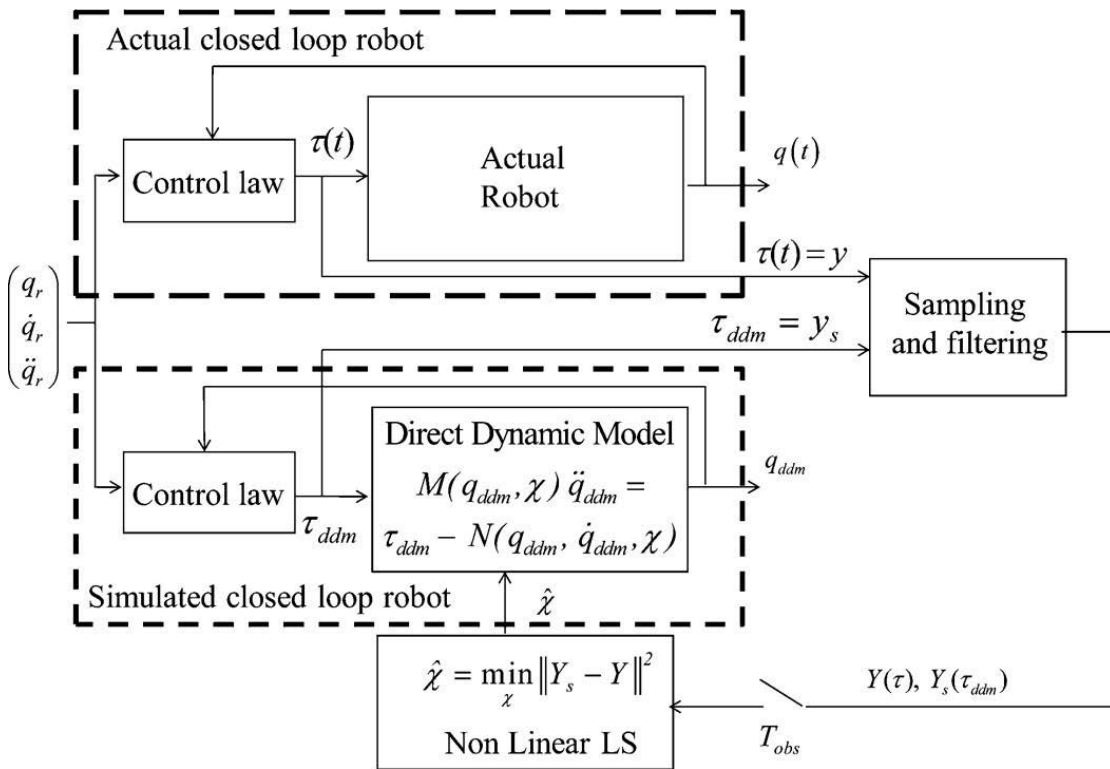 Actual closed loop robot
τ(t)
Control law
Actual
Robot
q(t)
τ(t) = y
q_r
q̇_r
q̈_r
τ_ddm = y_s
Sampling
and filtering
Control law
τ_ddm
Direct Dynamic Model
M(q_ddm, χ) q̈_ddm =
τ_ddm − N(q_ddm, q̇_ddm, χ)
q_ddm
Simulated closed loop robot
χ̂
χ̂ = min_χ ‖Y_s − Y‖²
Non Linear LS
Y(τ), Y_s(τ_ddm)
T_obs